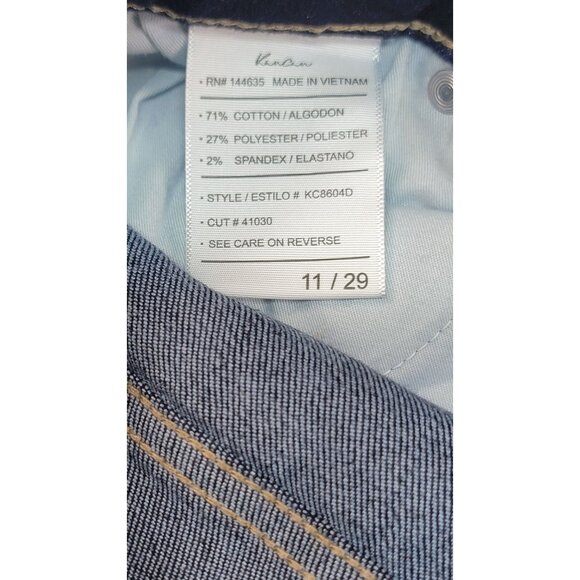 KanCan
• RN# 144635 MADE IN VIETNAM
• 71% COTTON / ALGODON
• 27% POLYESTER / POLIESTER
• 2% SPANDEX / ELASTANO
• STYLE / ESTILO # KC8604D
• CUT # 41030
• SEE CARE ON REVERSE
11 / 29